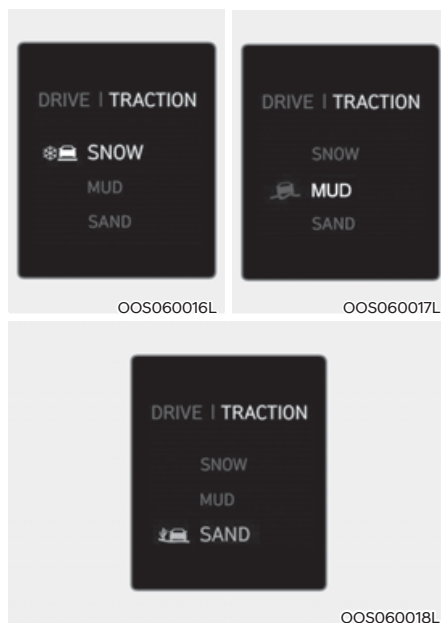 DRIVE | TRACTION
SNOW
MUD
SAND
OOS060016L
DRIVE | TRACTION
SNOW
MUD
SAND
OOS060017L
DRIVE | TRACTION
SNOW
MUD
SAND
OOS060018L